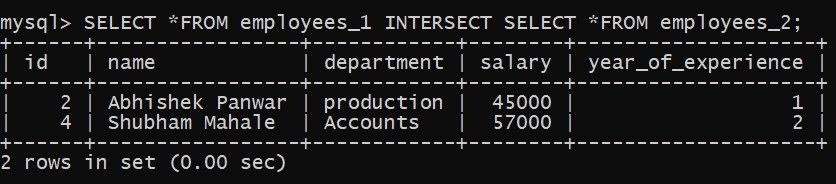 mysql> SELECT *FROM employees_1 INTERSECT SELECT *FROM employees_2;
+------+-----------------+------------+--------+--------------------+
| id   | name            | department | salary | year_of_experience |
+------+-----------------+------------+--------+--------------------+
|    2 | Abhishek Panwar | production |  45000 |                  1 |
|    4 | Shubham Mahale  | Accounts   |  57000 |                  2 |
+------+-----------------+------------+--------+--------------------+
2 rows in set (0.00 sec)